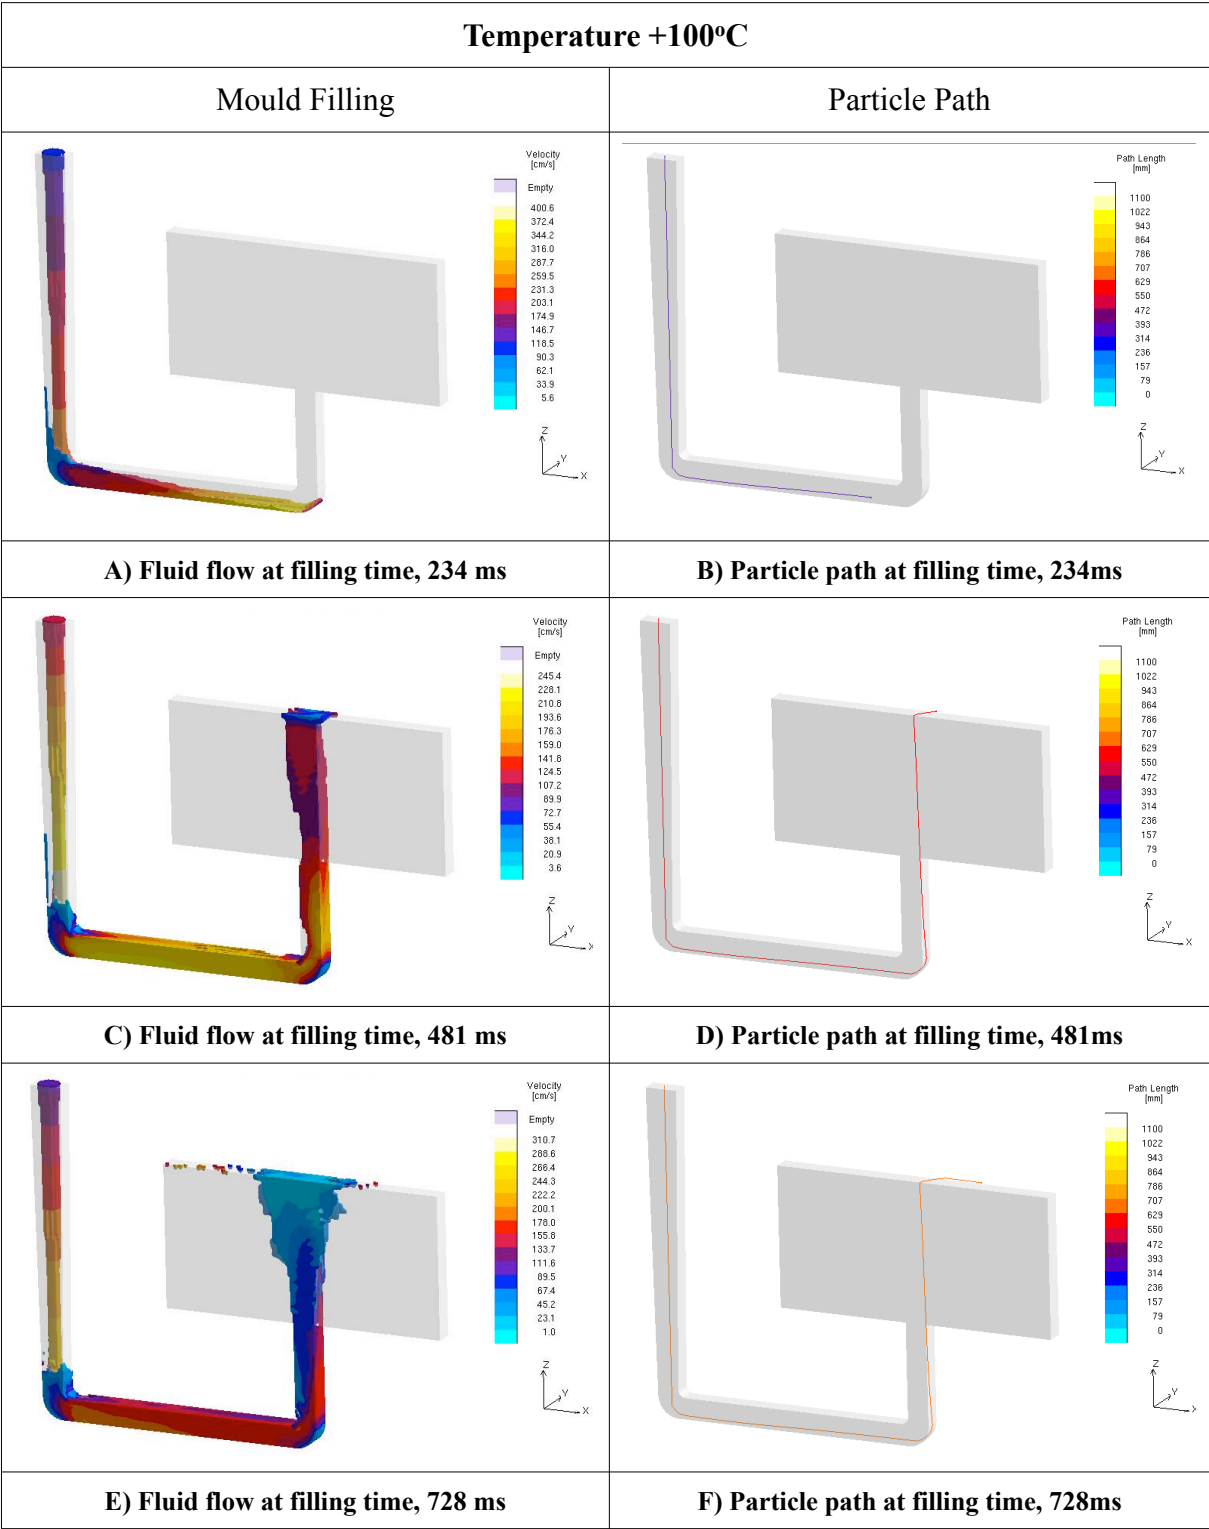 Temperature +100°C
Mould Filling
Particle Path
Velocity
[cm/s]
Empty
400.6
372.4
344.2
316.0
287.7
259.5
231.3
203.1
174.9
146.7
118.5
90.3
62.1
33.9
5.6
Z
Y
X
Path Length
[mm]
1100
1022
943
864
786
707
629
550
472
393
314
236
157
79
0
Z
Y
X
A) Fluid flow at filling time, 234 ms
B) Particle path at filling time, 234ms
Velocity
[cm/s]
Empty
245.4
228.1
210.8
193.6
176.3
159.0
141.8
124.5
107.2
89.9
72.7
55.4
38.1
20.9
3.6
Z
Y
X
Path Length
[mm]
1100
1022
943
864
786
707
629
550
472
393
314
236
157
79
0
Z
Y
X
C) Fluid flow at filling time, 481 ms
D) Particle path at filling time, 481ms
Velocity
[cm/s]
Empty
310.7
288.6
266.4
244.3
222.2
200.1
178.0
155.8
133.7
111.6
89.5
67.4
45.2
23.1
1.0
Z
Y
X
Path Length
[mm]
1100
1022
943
864
786
707
629
550
472
393
314
236
157
79
0
Z
Y
X
E) Fluid flow at filling time, 728 ms
F) Particle path at filling time, 728ms